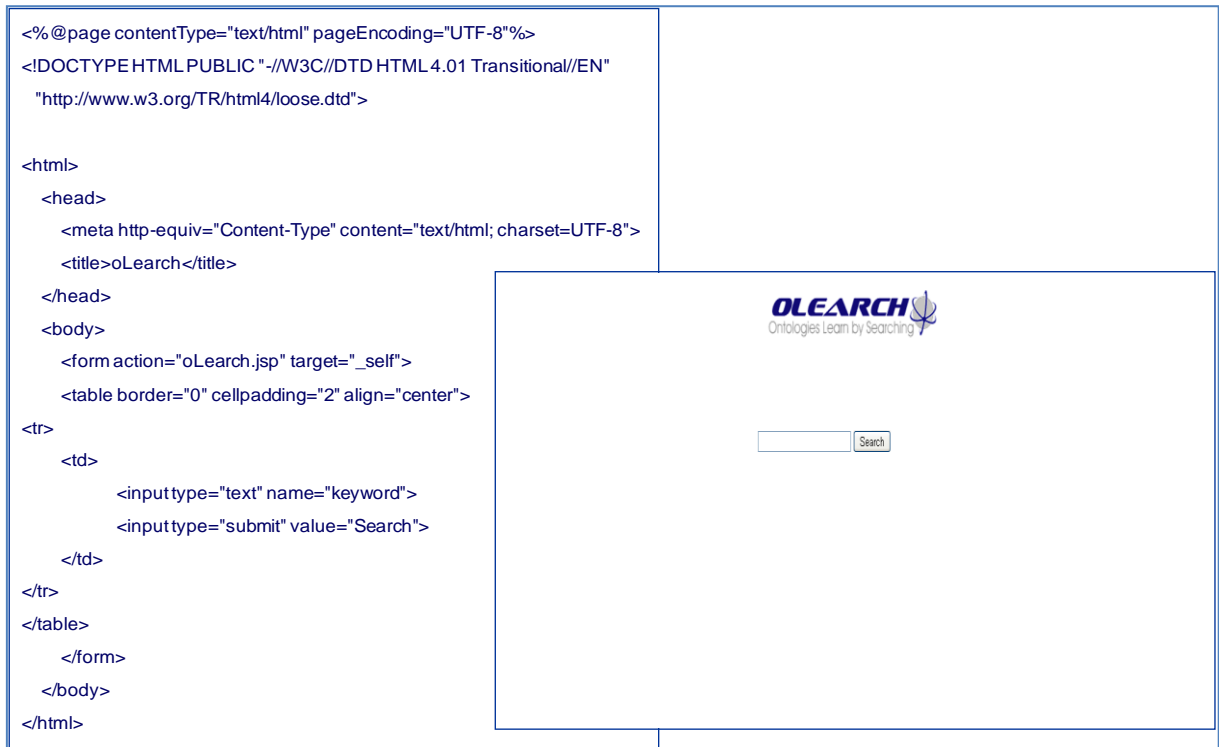 <%@page contentType="text/html" pageEncoding="UTF-8"%>
<!DOCTYPE HTML PUBLIC "-//W3C//DTD HTML 4.01 Transitional//EN"
"http://www.w3.org/TR/html4/loose.dtd">
<html>
<head>
<meta http-equiv="Content-Type" content="text/html; charset=UTF-8">
<title>oLearch</title>
</head>
<body>
<form action="oLearch.jsp" target="_self">
<table border="0" cellpadding="2" align="center">
<tr>
<td>
<input type="text" name="keyword">
<input type="submit" value="Search">
</td>
</tr>
</table>
</form>
</body>
</html>
OLEARCH
Ontologies Learn by Searching
Search